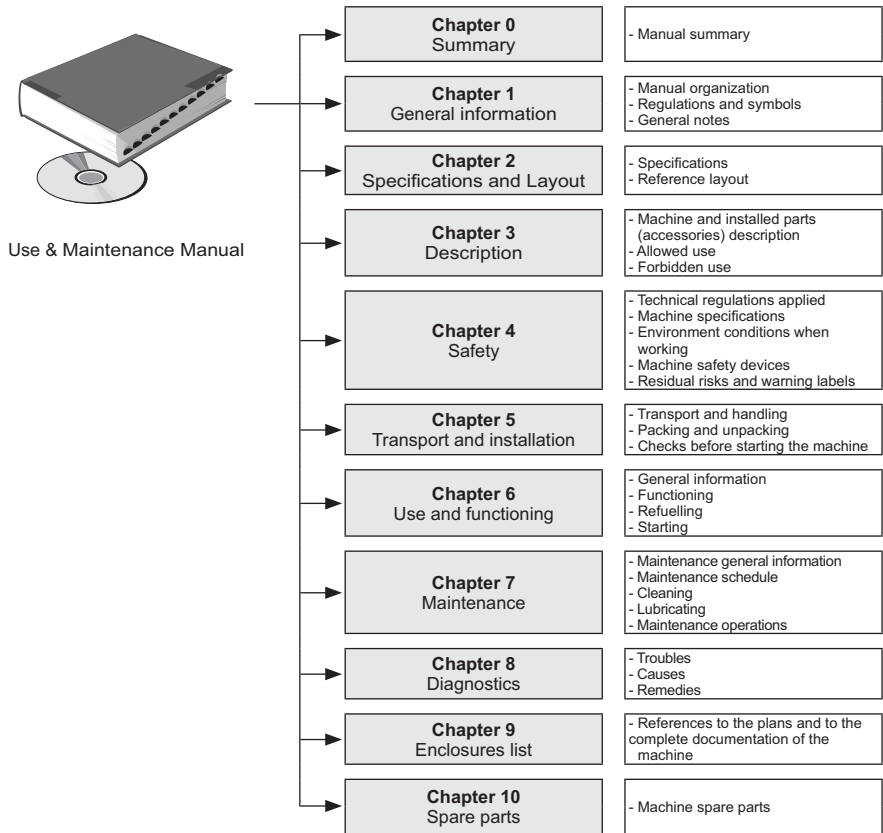 Use & Maintenance Manual
Chapter 0
Summary
- Manual summary
Chapter 1
General information
- Manual organization
- Regulations and symbols
- General notes
Chapter 2
Specifications and Layout
- Specifications
- Reference layout
Chapter 3
Description
- Machine and installed parts
(accessories) description
- Allowed use
- Forbidden use
Chapter 4
Safety
- Technical regulations applied
- Machine specifications
- Environment conditions when
working
- Machine safety devices
- Residual risks and warning labels
Chapter 5
Transport and installation
- Transport and handling
- Packing and unpacking
- Checks before starting the machine
Chapter 6
Use and functioning
- General information
- Functioning
- Refuelling
- Starting
Chapter 7
Maintenance
- Maintenance general information
- Maintenance schedule
- Cleaning
- Lubricating
- Maintenance operations
Chapter 8
Diagnostics
- Troubles
- Causes
- Remedies
Chapter 9
Enclosures list
- References to the plans and to the
complete documentation of the
machine
Chapter 10
Spare parts
- Machine spare parts